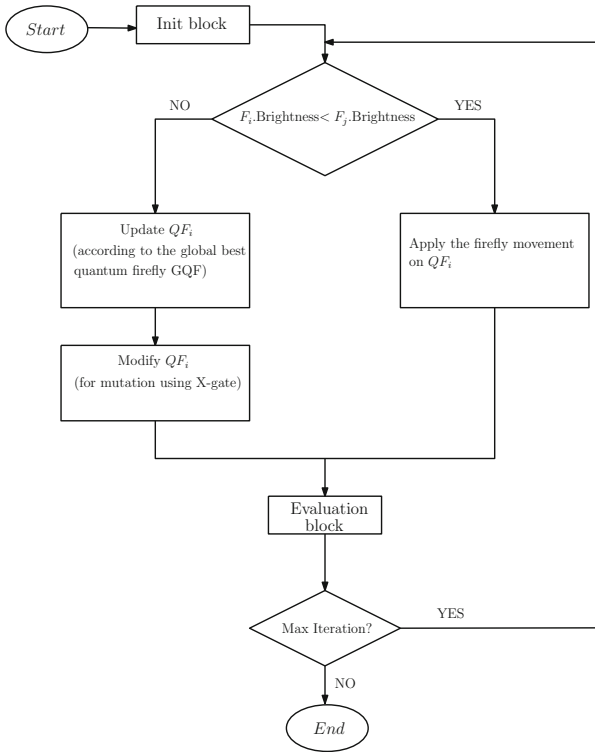 Start
Init block
NO
YES
F_i.Brightness< F_j.Brightness
Update QF_i
(according to the global best
quantum firefly GQF)
Apply the firefly movement
on QF_i
Modify QF_i
(for mutation using X-gate)
Evaluation
block
Max Iteration?
YES
NO
End